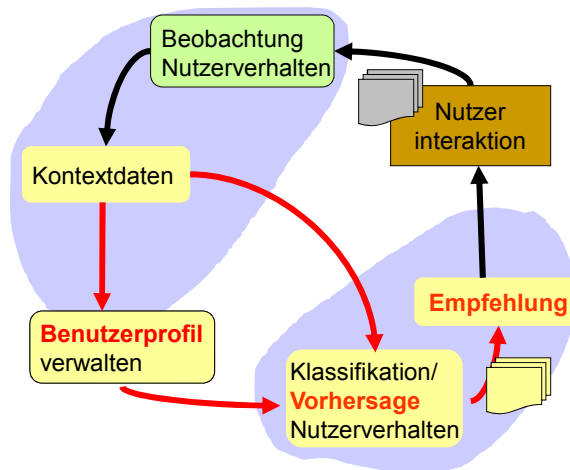 Beobachtung
Nutzerverhalten
Nutzer
interaktion
Kontextdaten
Empfehlung
Benutzerprofil
verwalten
Klassifikation/
Vorhersage
Nutzerverhalten